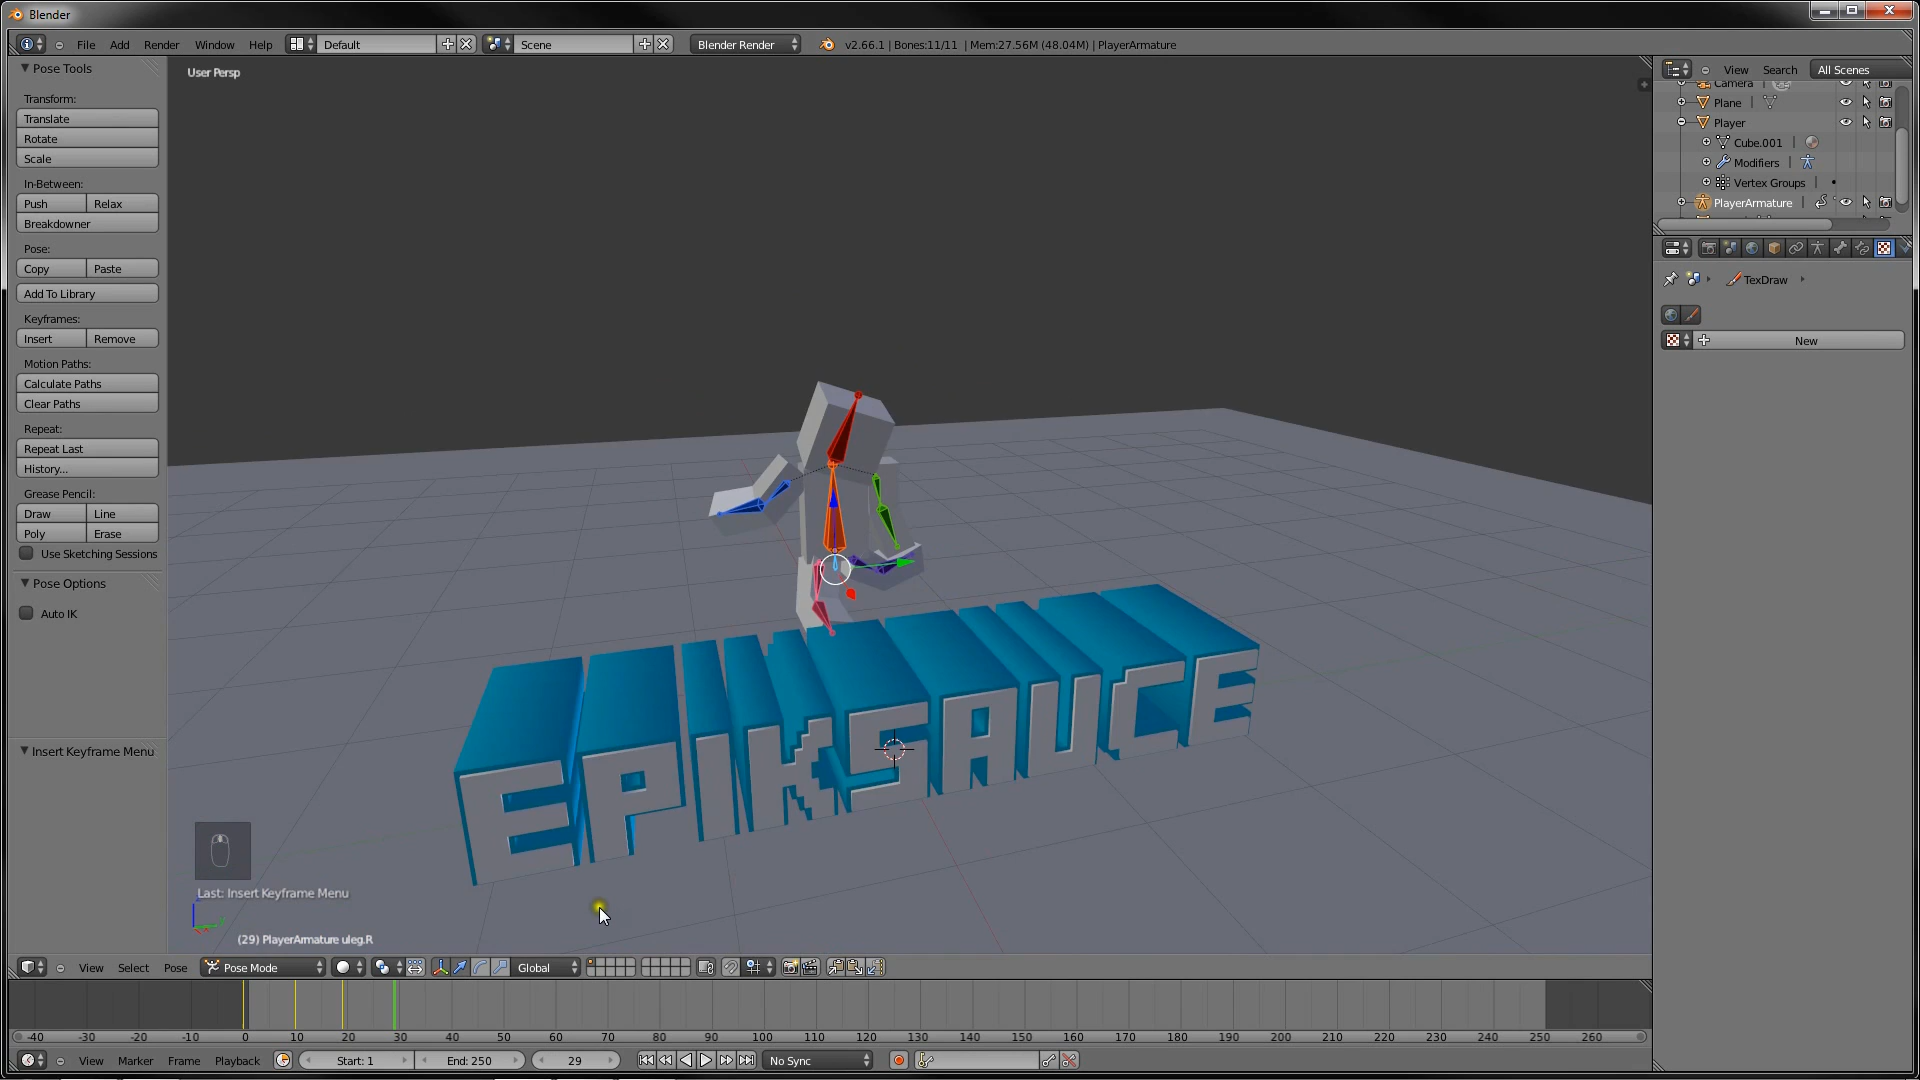 Blender
File Add Render Window Help Default Scene Blender Render v2.66.1 | Bones:11/11 | Mem:27.56M (48.04M) | PlayerArmature
Pose Tools
Transform:
Translate
Rotate
Scale
In-Between:
Push Relax
Breakdowner
Pose:
Copy Paste
Add To Library
Keyframes:
Insert Remove
Motion Paths:
Calculate Paths
Clear Paths
Repeat:
Repeat Last
History...
Grease Pencil:
Draw Line
Poly Erase
Use Sketching Sessions
Pose Options
Auto IK
Insert Keyframe Menu
User Persp
EPIKSAUCE
Last: Insert Keyframe Menu
(29) PlayerArmature uleg.R
View Search All Scenes
Camera
Plane
Player
Cube.001
Modifiers
Vertex Groups
PlayerArmature
TexDraw
New
View Select Pose Pose Mode Global
-40 -30 -20 -10 0 10 20 30 40 50 60 70 80 90 100 110 120 130 140 150 160 170 180 190 200 210 220 230 240 250 260
View Marker Frame Playback Start: 1 End: 250 29 No Sync